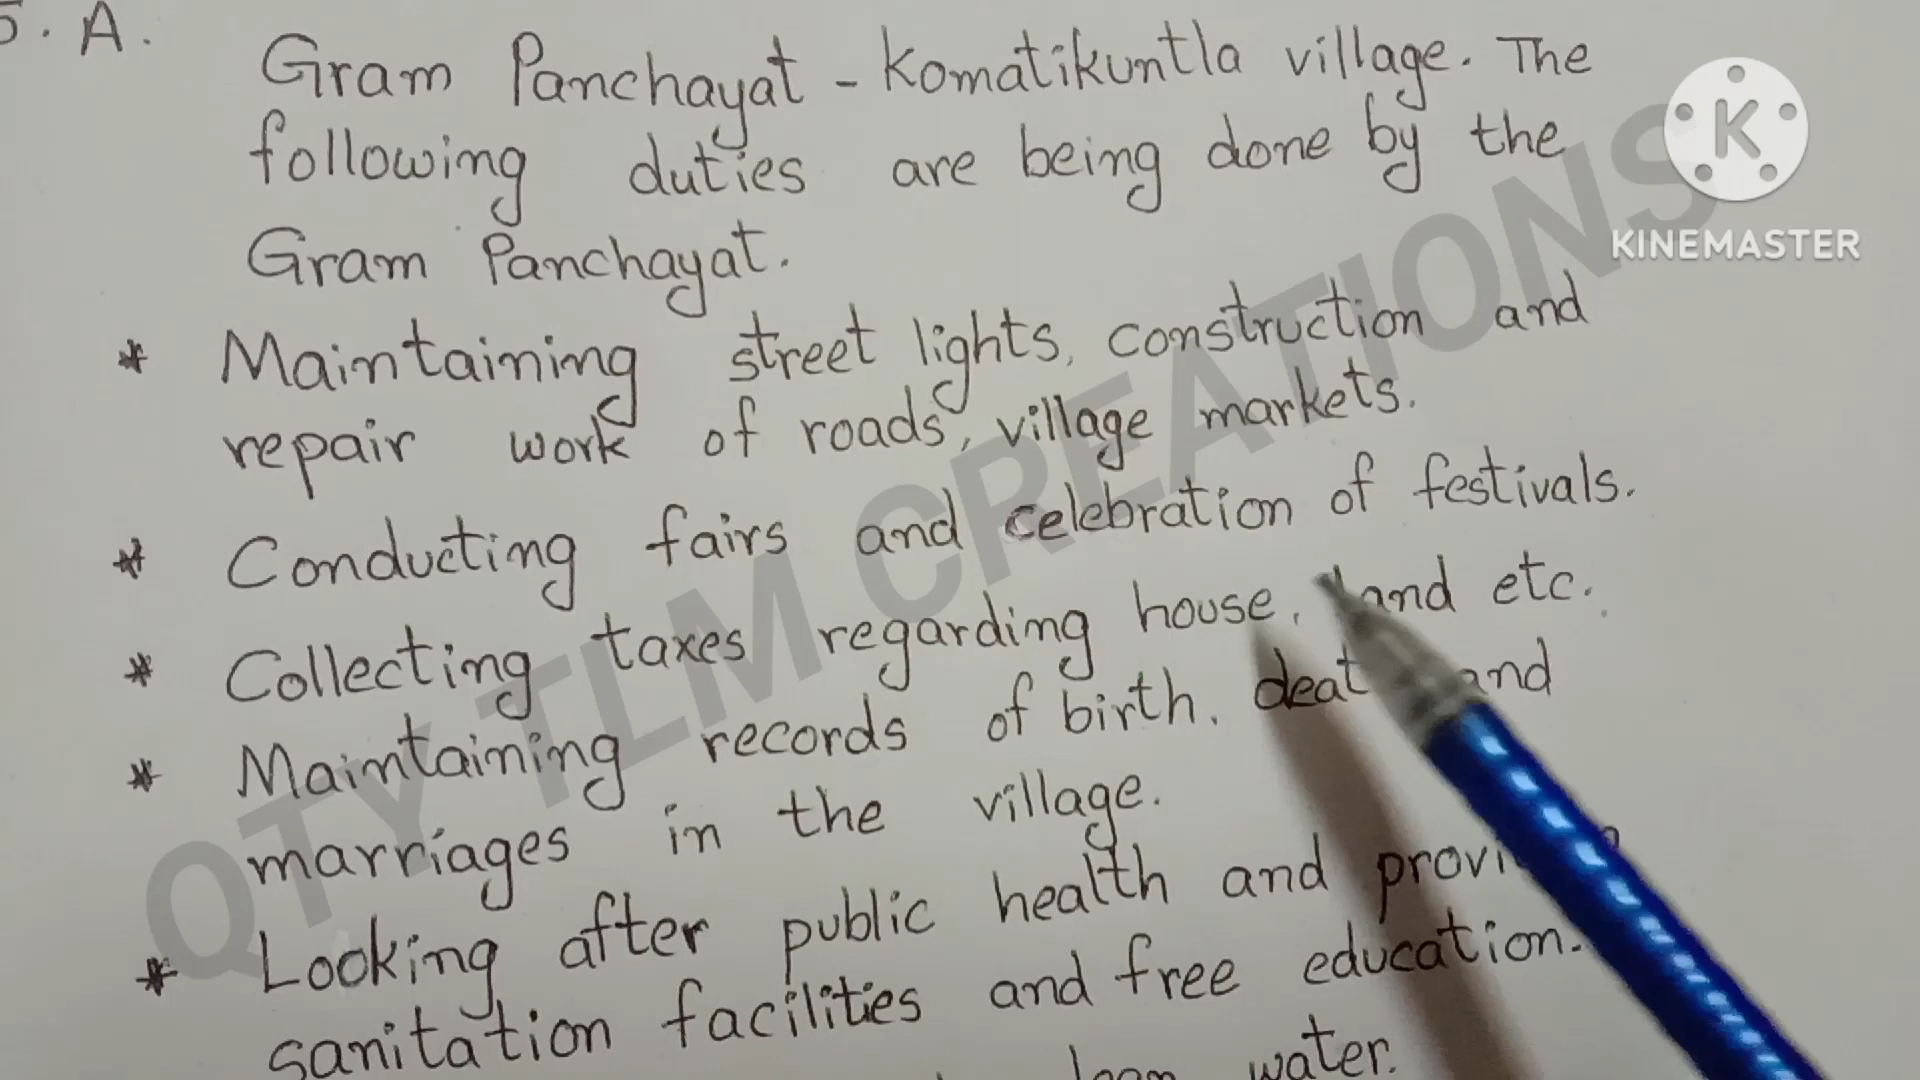 5. A.
Gram Panchayat - Komatikuntla village. The
following duties are being done by the
Gram Panchayat.
* Maintaining street lights, construction and
repair work of roads, village markets.
* Conducting fairs and celebration of festivals.
* Collecting taxes regarding house, land etc.
* Maintaining records of birth, death and
marriages in the village.
* Looking after public health and
sanitation facilities and free education.
water.
K
KINEMASTER
QTY TLM CREATIONS